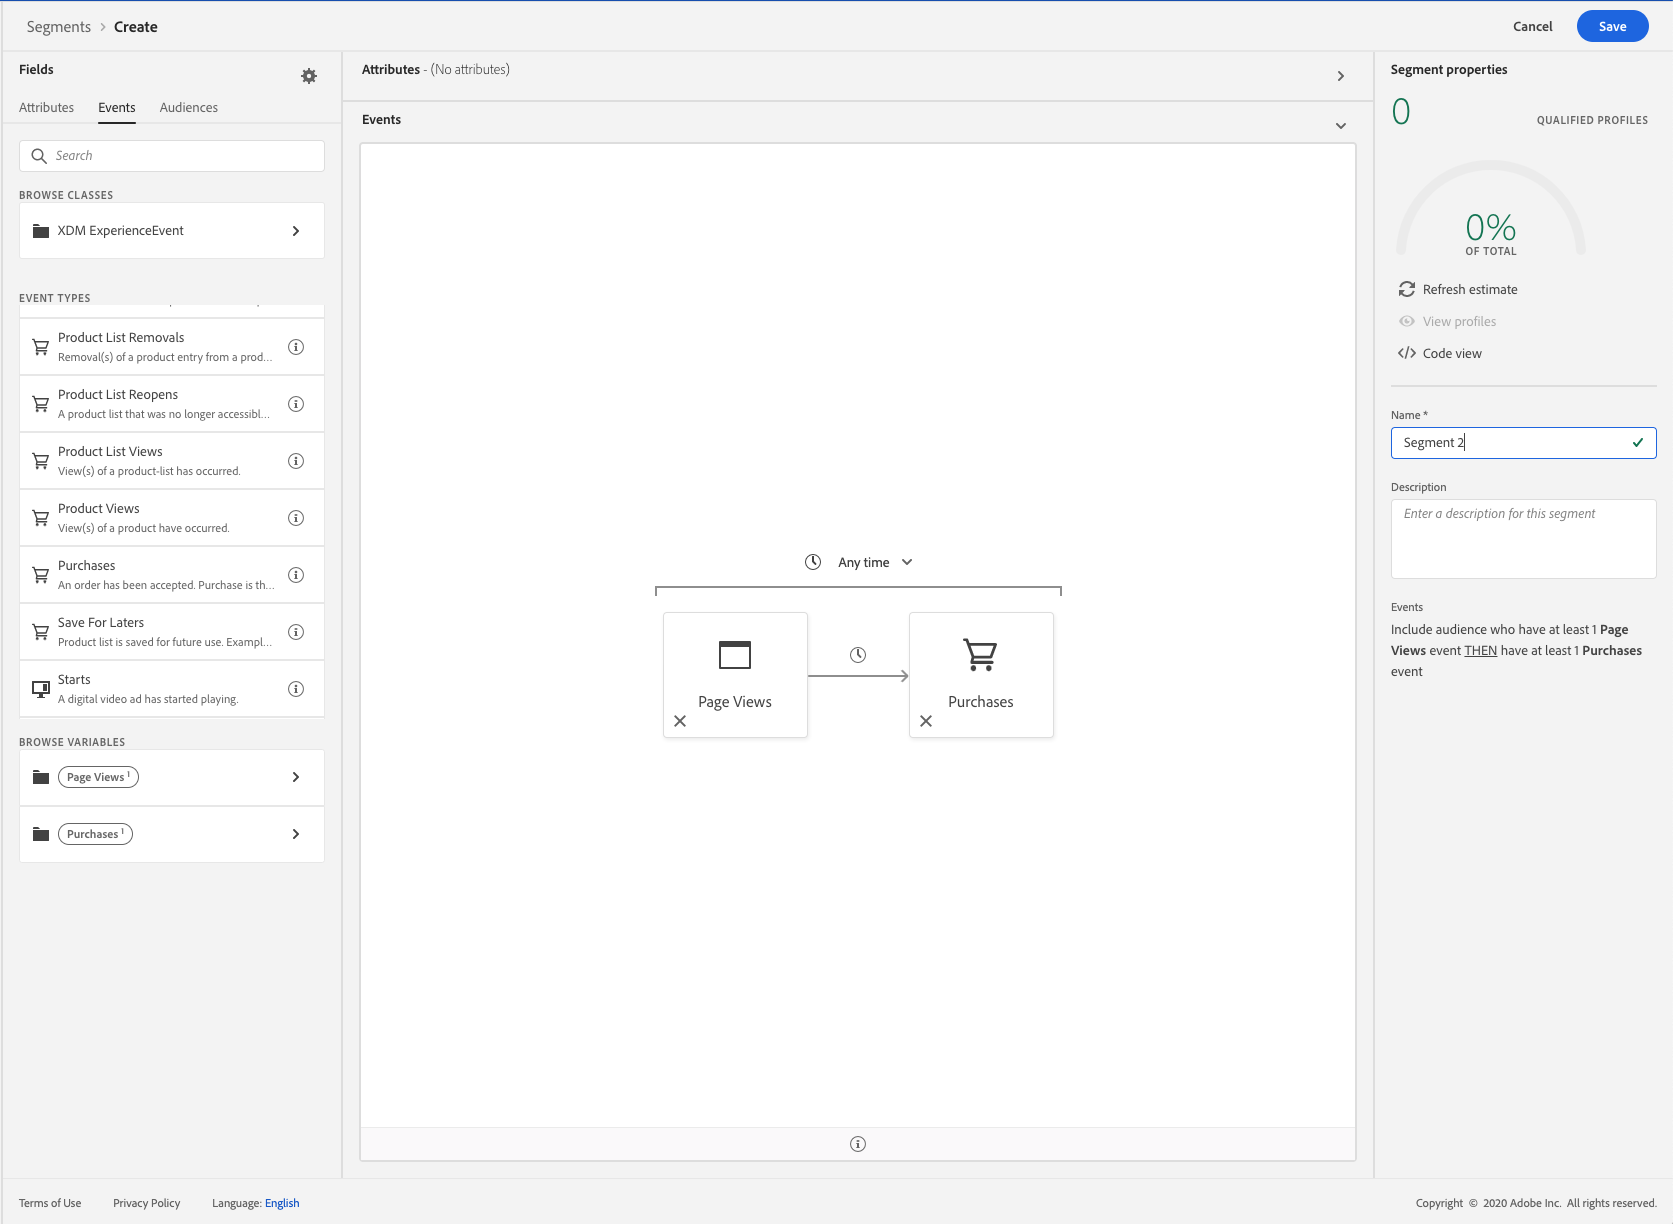 Segments > Create
Cancel
Save
Fields
Attributes
Events
Audiences
Search
BROWSE CLASSES
XDM ExperienceEvent
EVENT TYPES
Product List Removals
Removal(s) of a product entry from a prod...
Product List Reopens
A product list that was no longer accessibl...
Product List Views
View(s) of a product-list has occurred.
Product Views
View(s) of a product have occurred.
Purchases
An order has been accepted. Purchase is th...
Save For Laters
Product list is saved for future use. Exampl...
Starts
A digital video ad has started playing.
BROWSE VARIABLES
Page Views 1
Purchases 1
Attributes - (No attributes)
Events
Any time
Page Views
Purchases
Segment properties
0
QUALIFIED PROFILES
0%
OF TOTAL
Refresh estimate
View profiles
</> Code view
Name *
Segment 2
Description
Enter a description for this segment
Events
Include audience who have at least 1 Page
Views event THEN have at least 1 Purchases
event
Terms of Use
Privacy Policy
Language: English
Copyright © 2020 Adobe Inc. All rights reserved.